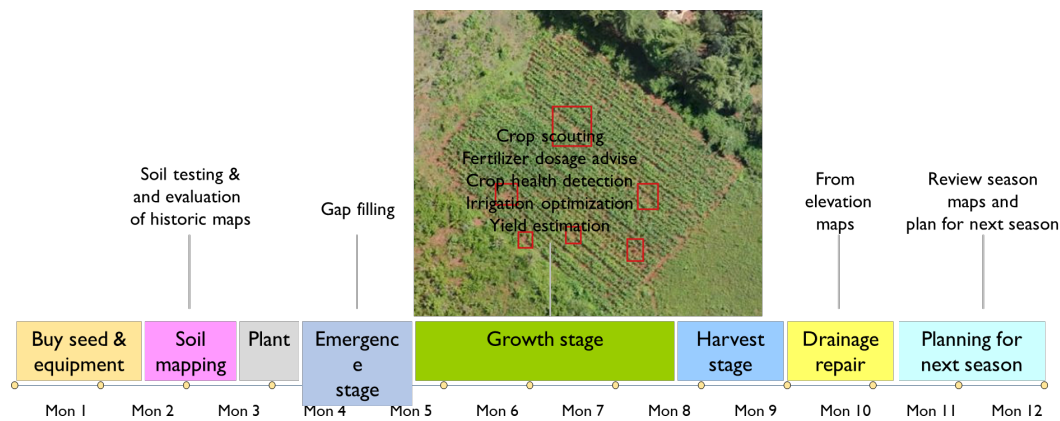 Crop scouting
Fertilizer dosage advise
Crop health detection
Irrigation optimization
Yield estimation
Soil testing &
and evaluation
of historic maps
Gap filling
From
elevation
maps
Review season
maps and
plan for next season
Buy seed &
equipment
Soil
mapping
Plant
Emergenc
e
stage
Growth stage
Harvest
stage
Drainage
repair
Planning for
next season
Mon 1 Mon 2 Mon 3 Mon 4 Mon 5 Mon 6 Mon 7 Mon 8 Mon 9 Mon 10 Mon 11 Mon 12